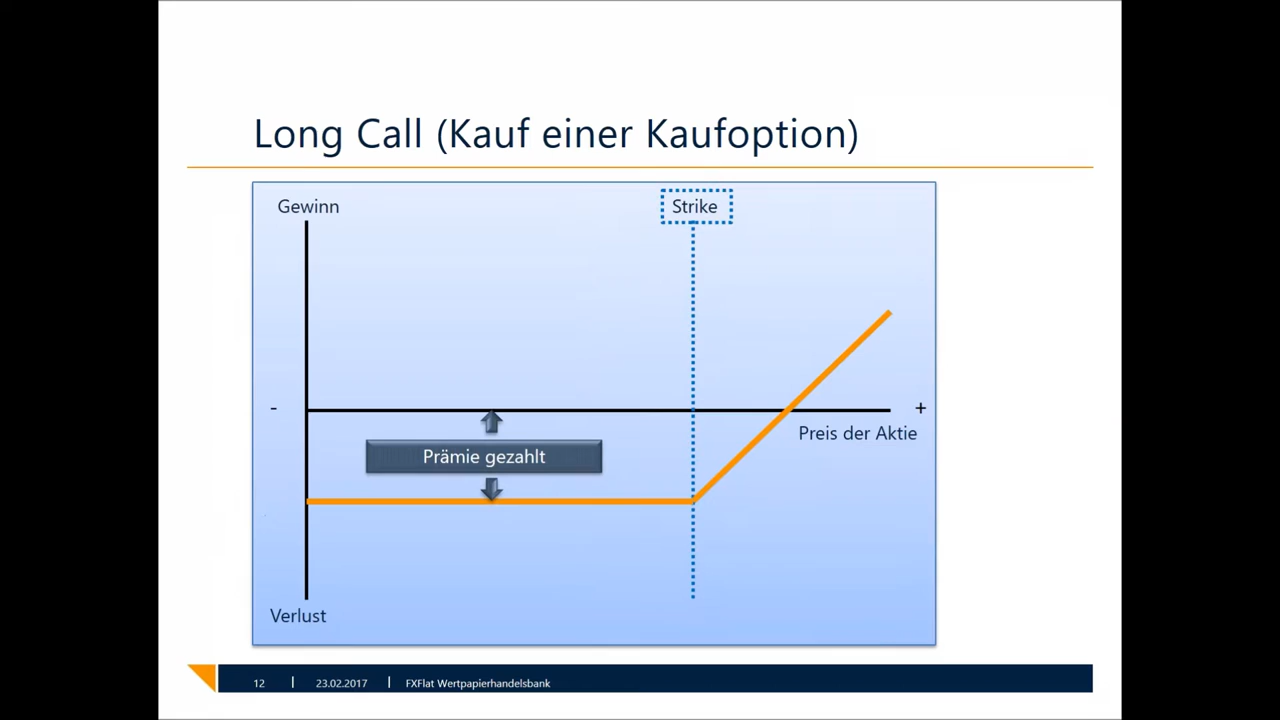 Long Call (Kauf einer Kaufoption)
Gewinn
Strike
-
+
Preis der Aktie
Prämie gezahlt
Verlust
12 | 23.02.2017 | FXFlat Wertpapierhandelsbank